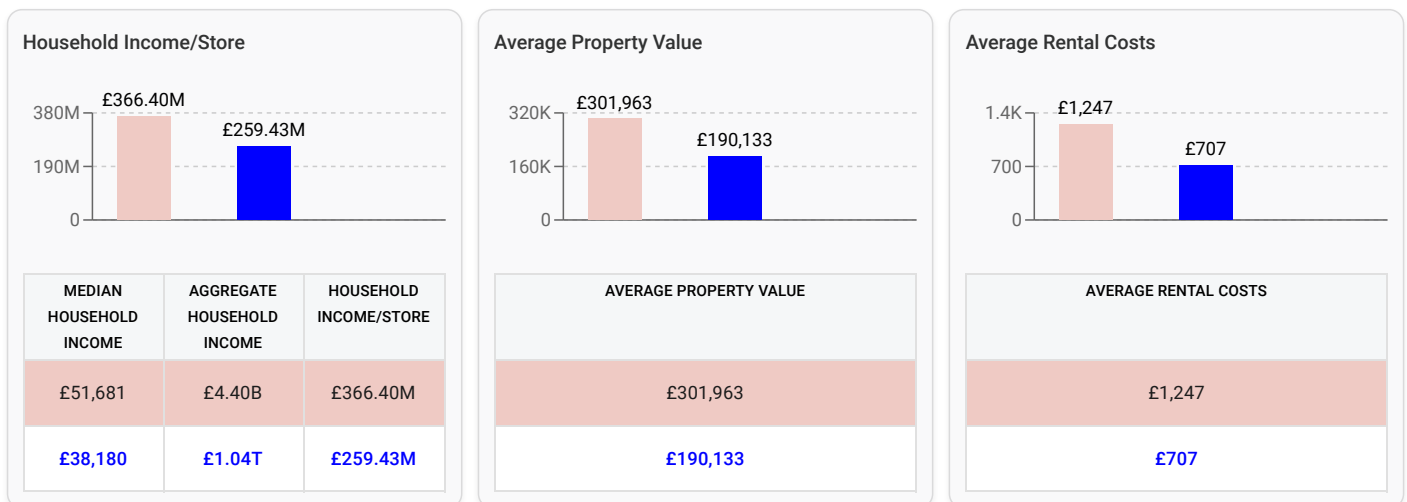 Household Income/Store
£366.40M
380M
£259.43M
190M
0
MEDIAN HOUSEHOLD INCOME
AGGREGATE HOUSEHOLD INCOME
HOUSEHOLD INCOME/STORE
£51,681 £4.40B £366.40M
£38,180 £1.04T £259.43M
Average Property Value
£301,963
320K
£190,133
160K
0
AVERAGE PROPERTY VALUE
£301,963
£190,133
Average Rental Costs
£1,247
1.4K
£707
700
0
AVERAGE RENTAL COSTS
£1,247
£707